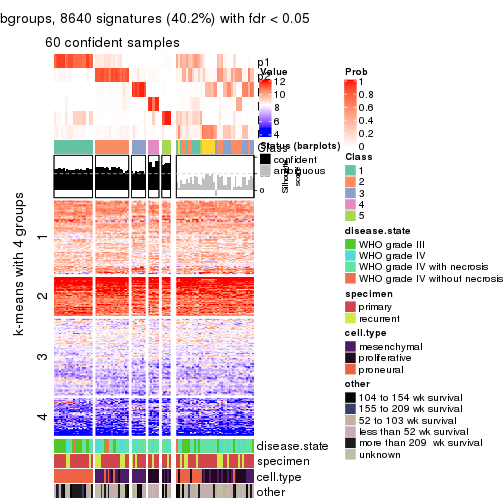 bgroups, 8640 signatures (40.2%) with fdr < 0.05
60 confident samples
p1
Value
12
10
8
6
4
Prob
1
0.8
0.6
0.4
0.2
0
Class
Status (barplots)
confident
ambiguous
Silhouette
score
0
Class
1
2
3
4
5
disease.state
WHO grade III
WHO grade IV
WHO grade IV with necrosis
WHO grade IV without necrosis
specimen
primary
recurrent
cell.type
mesenchymal
proliferative
proneural
other
104 to 154 wk survival
155 to 209 wk survival
52 to 103 wk survival
less than 52 wk survival
more than 209 wk survival
unknown
k-means with 4 groups
1
2
3
4
disease.state
specimen
cell.type
other